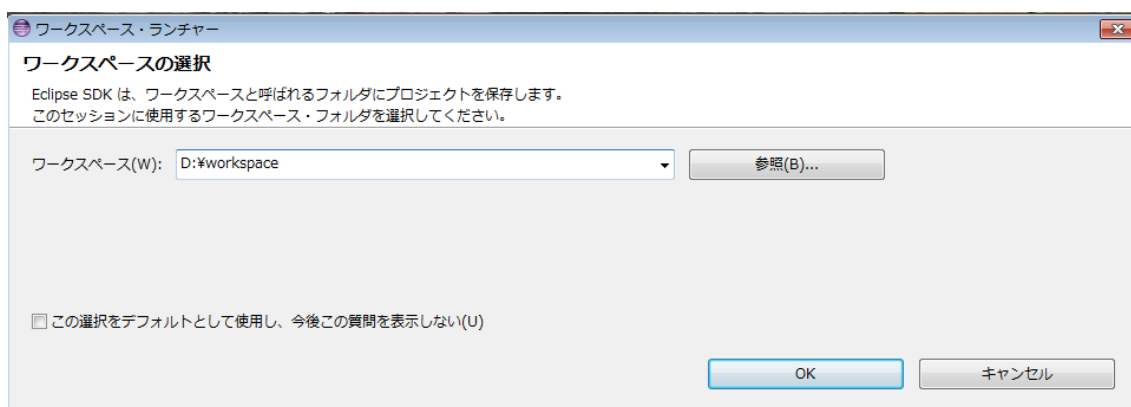 ワークスペース・ランチャー
ワークスペースの選択
Eclipse SDK は、ワークスペースと呼ばれるフォルダにプロジェクトを保存します。
このセッションに使用するワークスペース・フォルダを選択してください。
ワークスペース(W): D:¥workspace 参照(B)...
この選択をデフォルトとして使用し、今後この質問を表示しない(U)
OK キャンセル